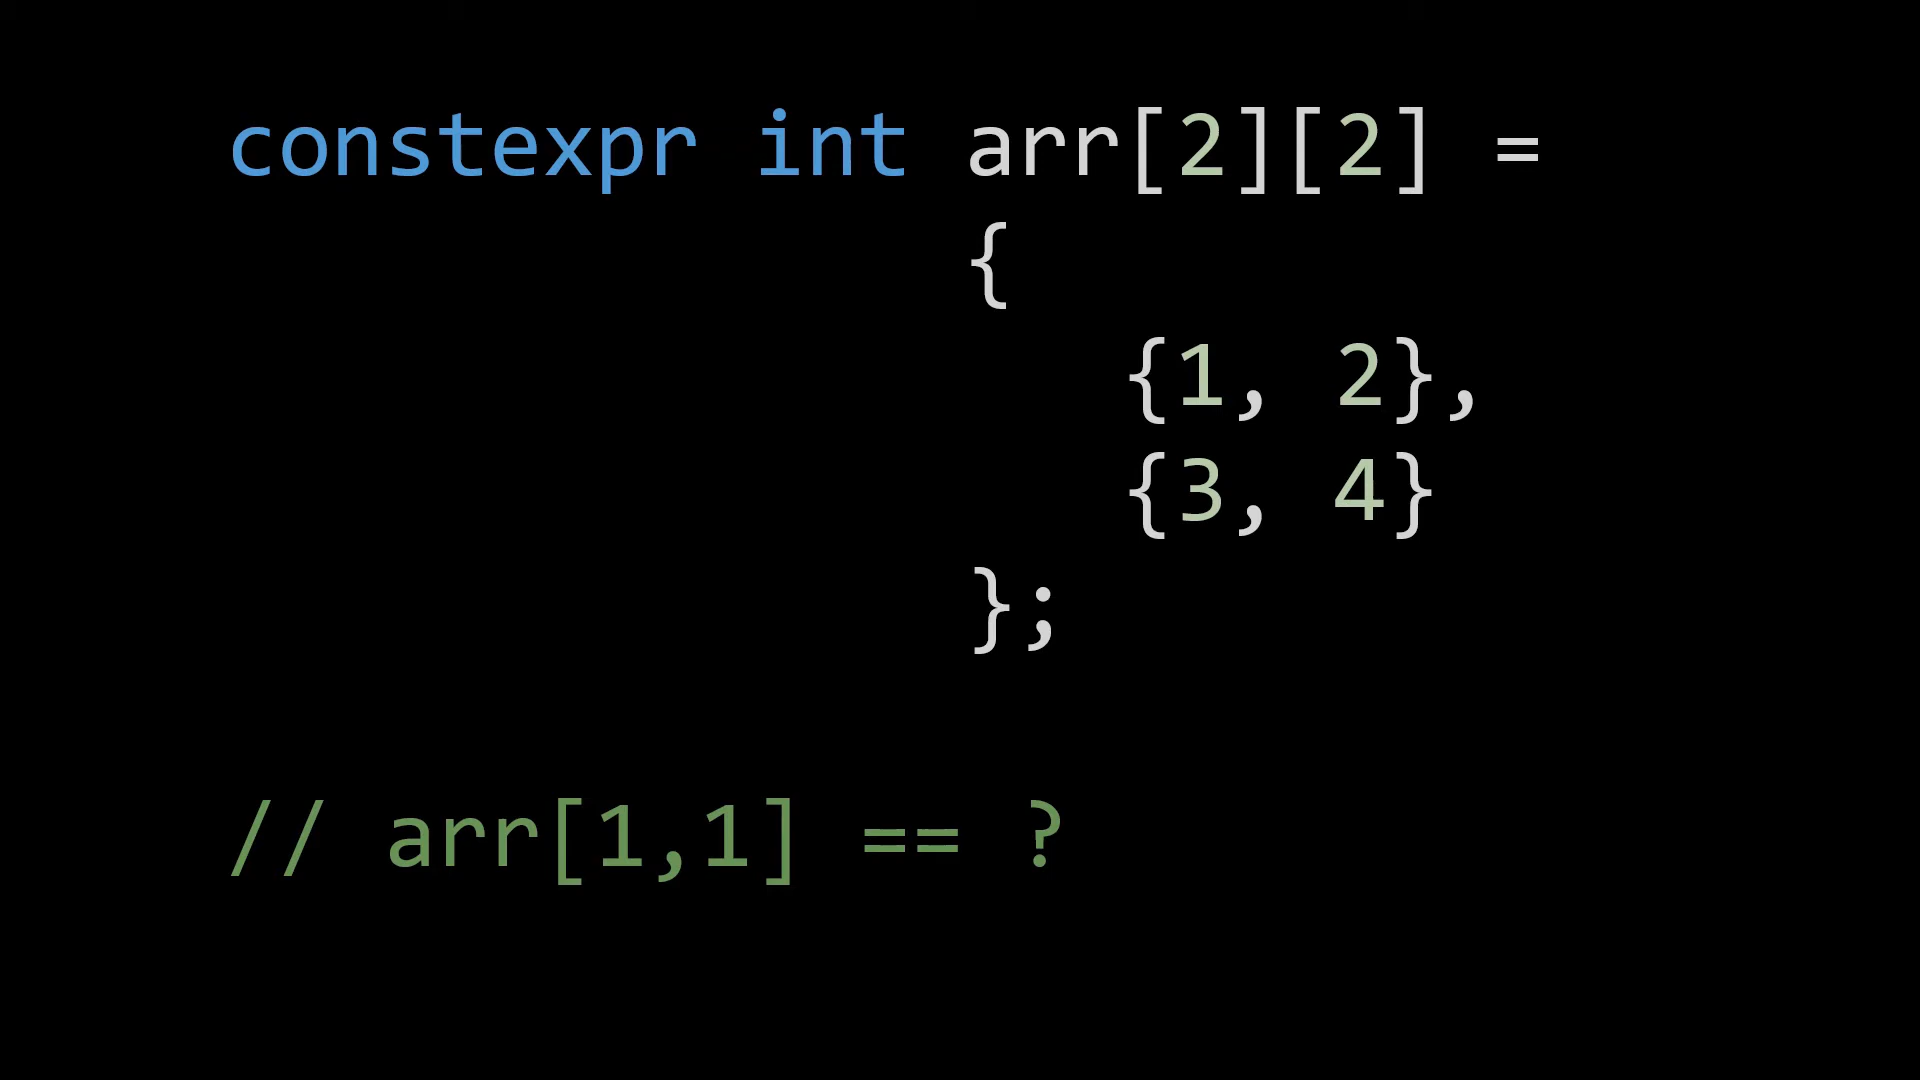 constexpr int arr[2][2] =
{
{1, 2},
{3, 4}
};
// arr[1,1] == ?